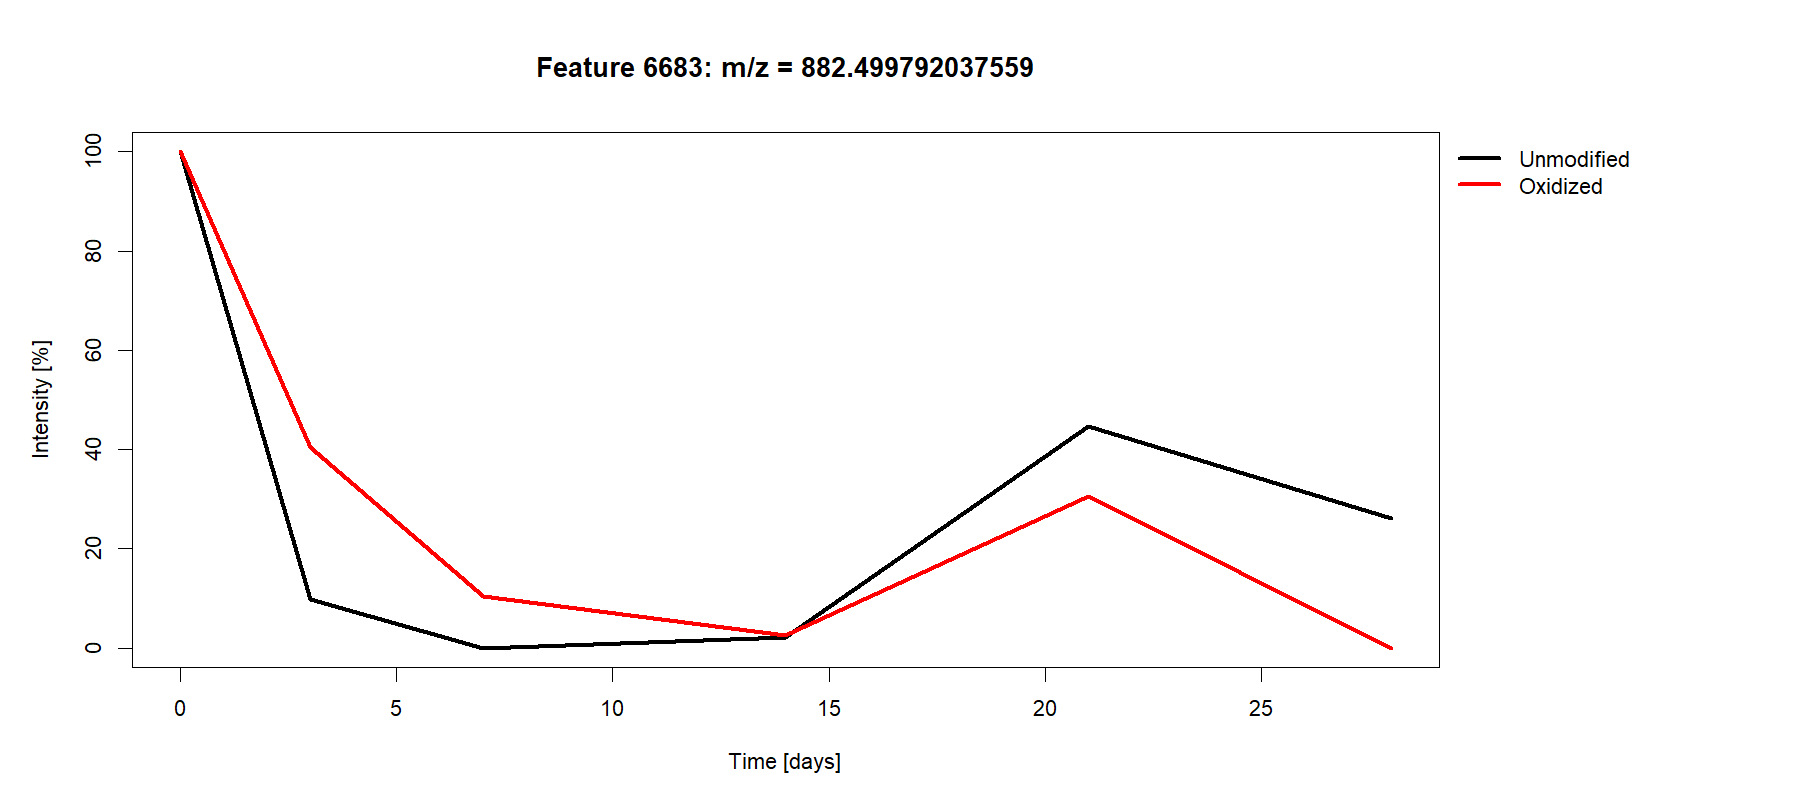 Feature 6683: m/z = 882.499792037559
Unmodified
Oxidized
Intensity [%]
100
80
60
40
20
0
0 5 10 15 20 25
Time [days]